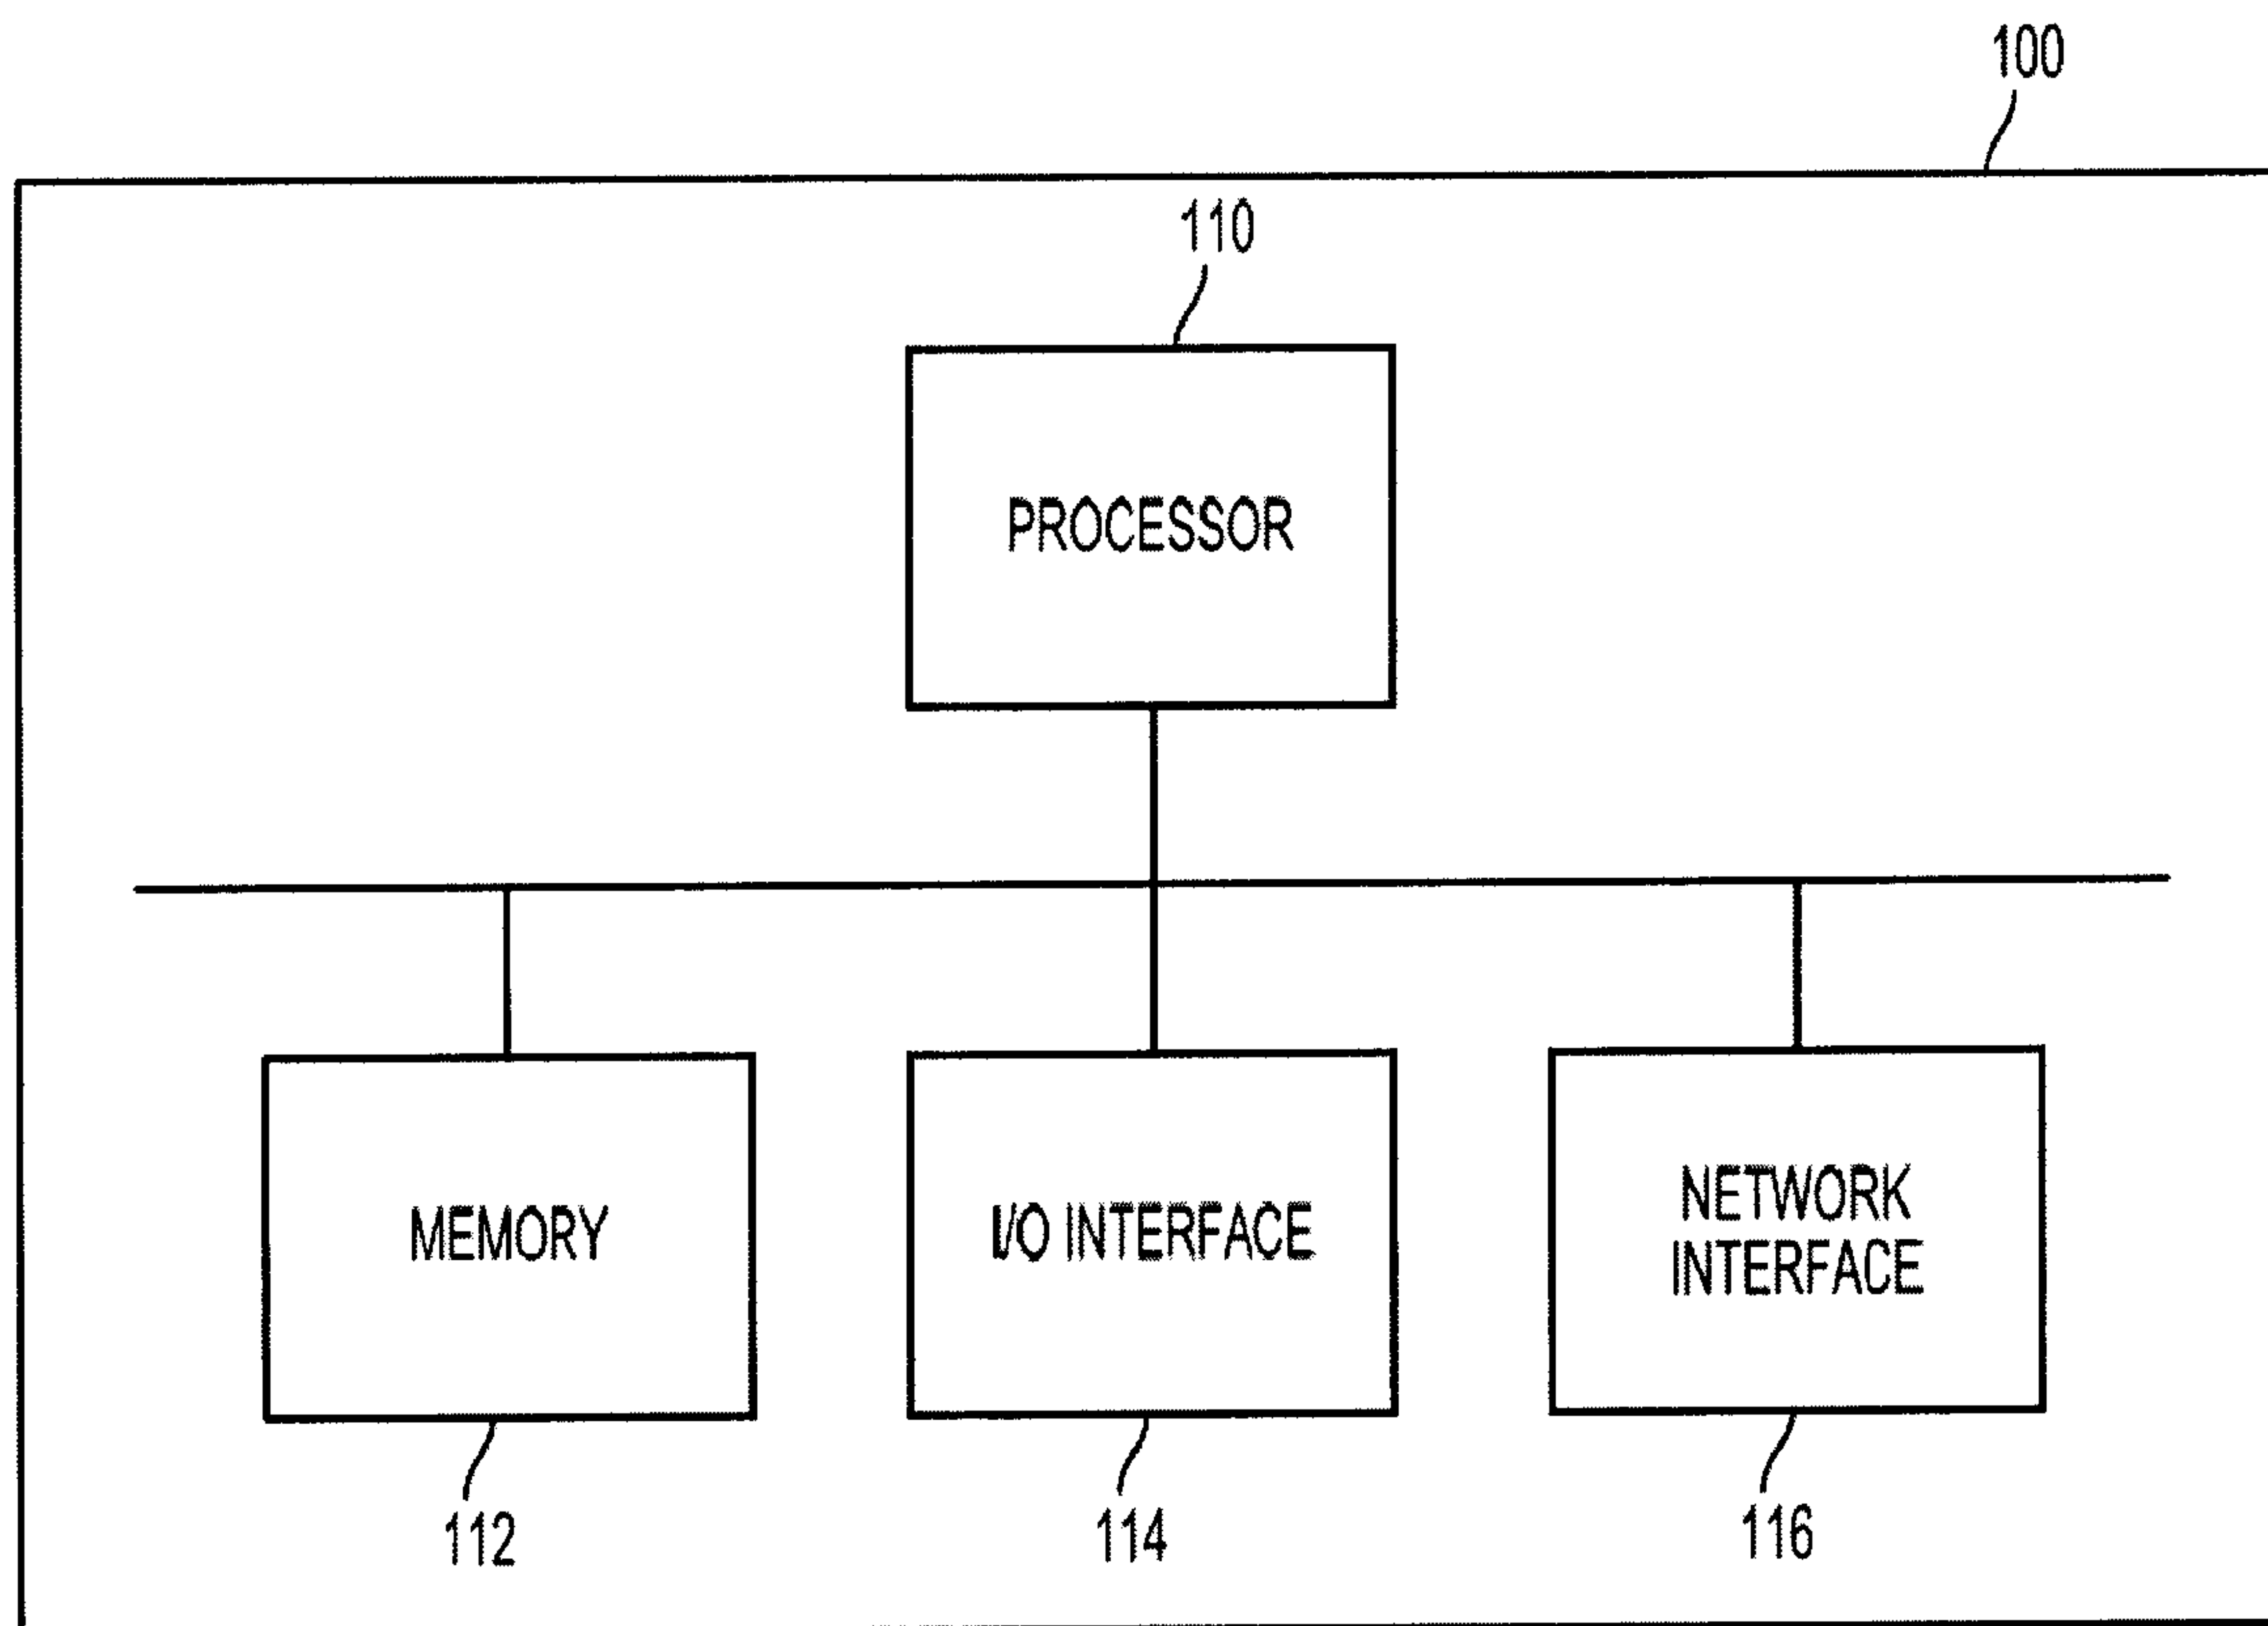 100
110
PROCESSOR
MEMORY
I/O INTERFACE
NETWORK
INTERFACE
112
114
116